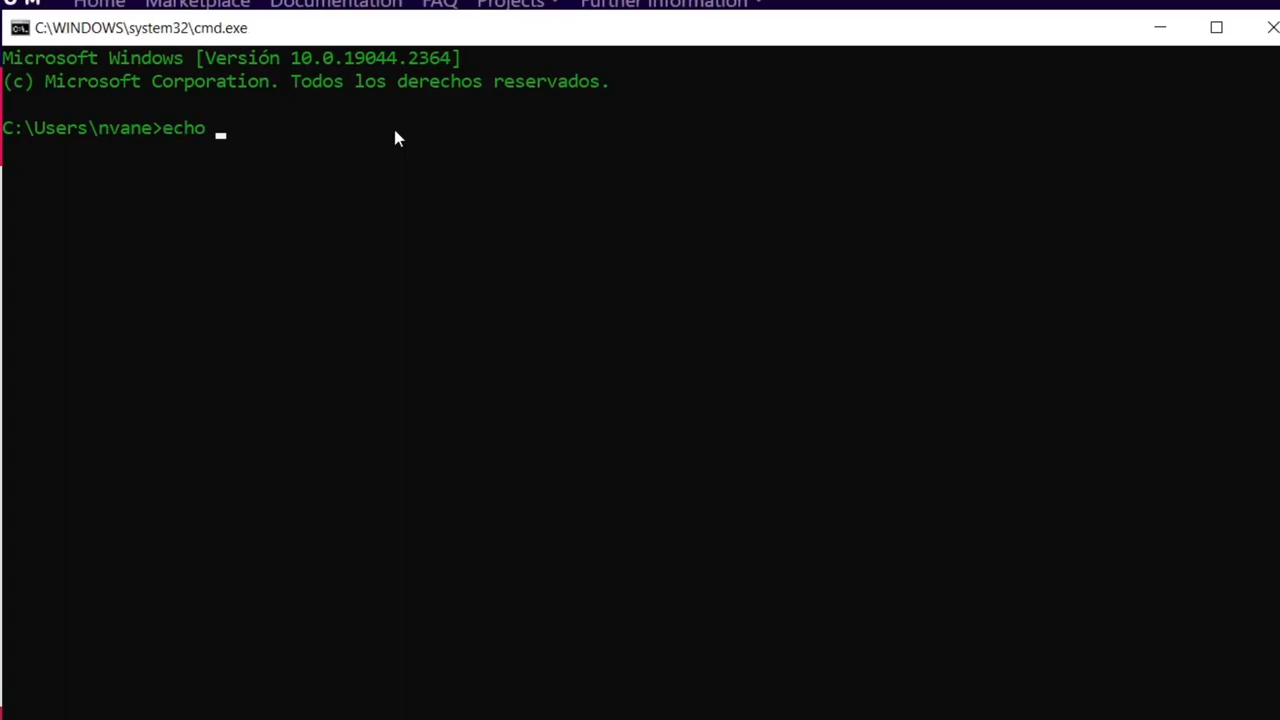 Home Marketplace Documentation FAQ Projects Further Information
C:\WINDOWS\system32\cmd.exe
Microsoft Windows [Versión 10.0.19044.2364]
(c) Microsoft Corporation. Todos los derechos reservados.
C:\Users\nvane>echo